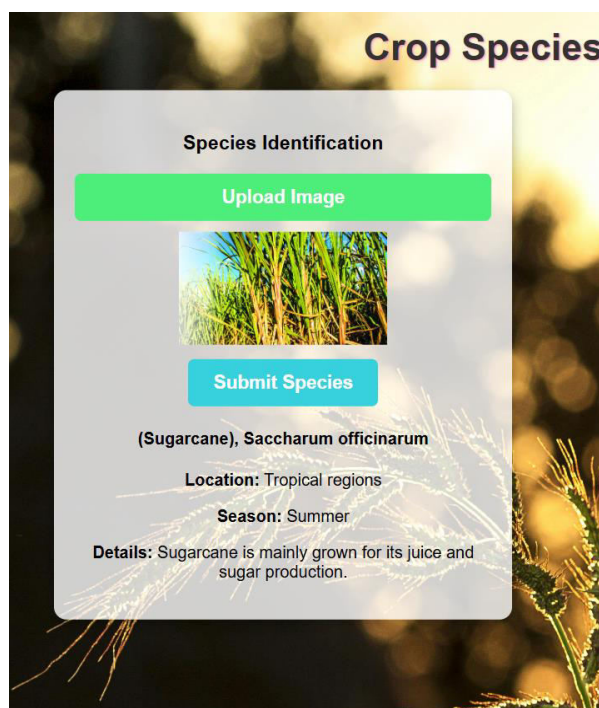 Crop Species
Species Identification
Upload Image
Submit Species
(Sugarcane), Saccharum officinarum
Location: Tropical regions
Season: Summer
Details: Sugarcane is mainly grown for its juice and
sugar production.